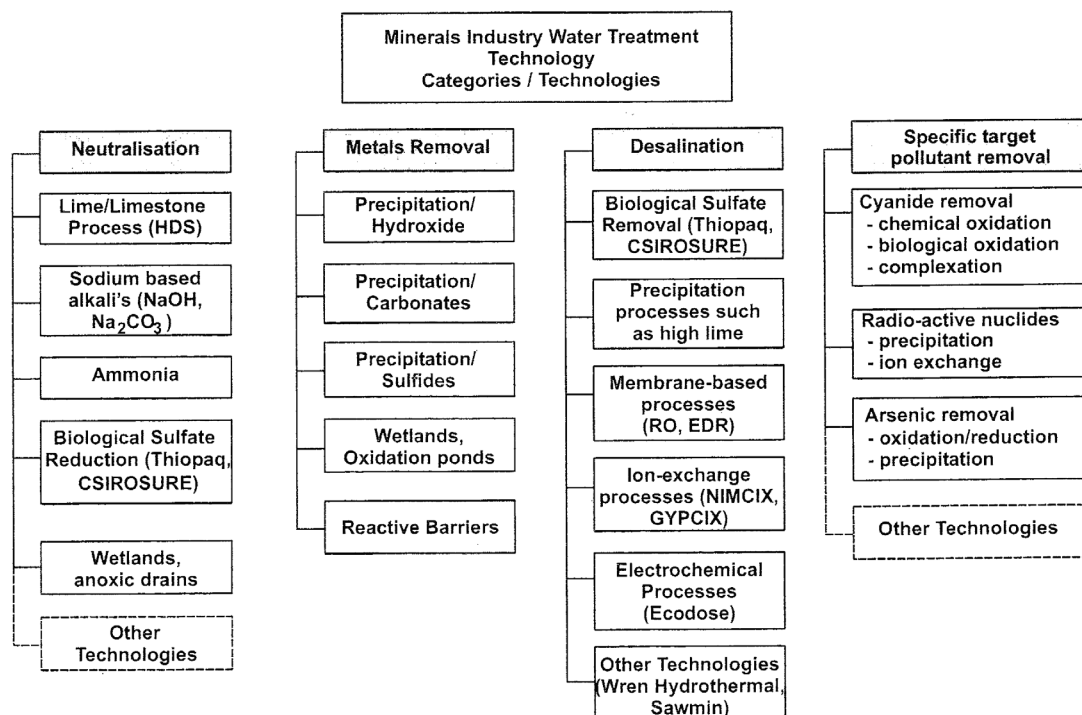 Minerals Industry Water Treatment
Technology
Categories / Technologies
Neutralisation
Lime/Limestone
Process (HDS)
Sodium based
alkali's (NaOH,
Na₂CO₃)
Ammonia
Biological Sulfate
Reduction (Thiopaq,
CSIROSURE)
Wetlands,
anoxic drains
Other
Technologies
Metals Removal
Precipitation/
Hydroxide
Precipitation/
Carbonates
Precipitation/
Sulfides
Wetlands,
Oxidation ponds
Reactive Barriers
Desalination
Biological Sulfate
Removal (Thiopaq,
CSIROSURE)
Precipitation
processes such
as high lime
Membrane-based
processes
(RO, EDR)
Ion-exchange
processes (NIMCIX,
GYPCIX)
Electrochemical
Processes
(Ecodose)
Other Technologies
(Wren Hydrothermal,
Sawmin)
Specific target
pollutant removal
Cyanide removal
- chemical oxidation
- biological oxidation
- complexation
Radio-active nuclides
- precipitation
- ion exchange
Arsenic removal
- oxidation/reduction
- precipitation
Other Technologies